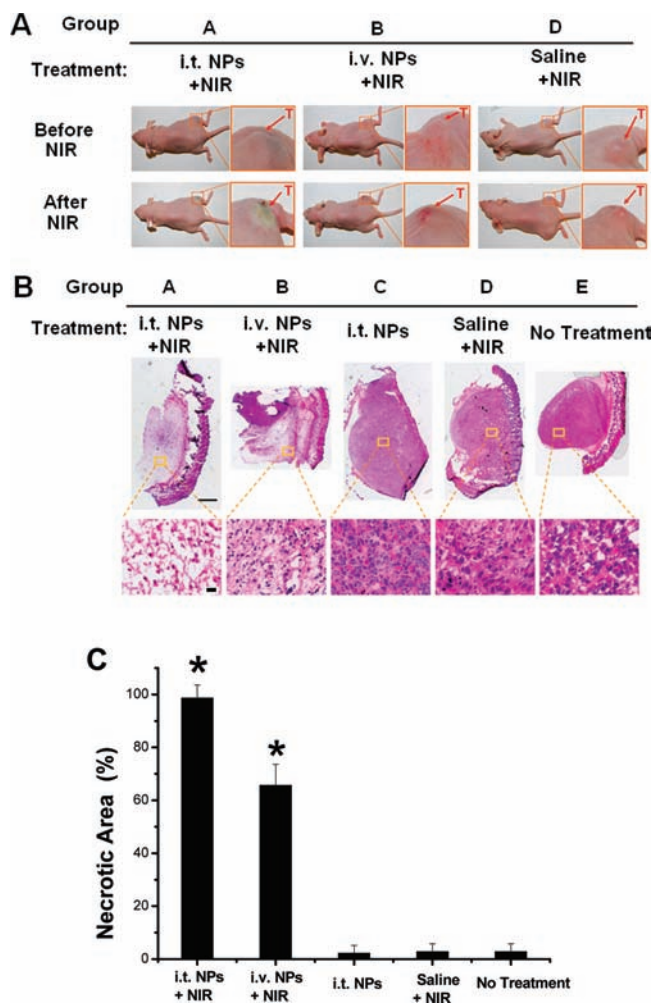 A
Group A B D
Treatment: i.t. NPs +NIR i.v. NPs +NIR Saline +NIR
Before NIR T T T
After NIR T T T
B
Group A B C D E
Treatment: i.t. NPs +NIR i.v. NPs +NIR i.t. NPs Saline +NIR No Treatment
C
Necrotic Area (%)
100
80
60
40
20
0
* *
i.t. NPs + NIR i.v. NPs + NIR i.t. NPs Saline + NIR No Treatment